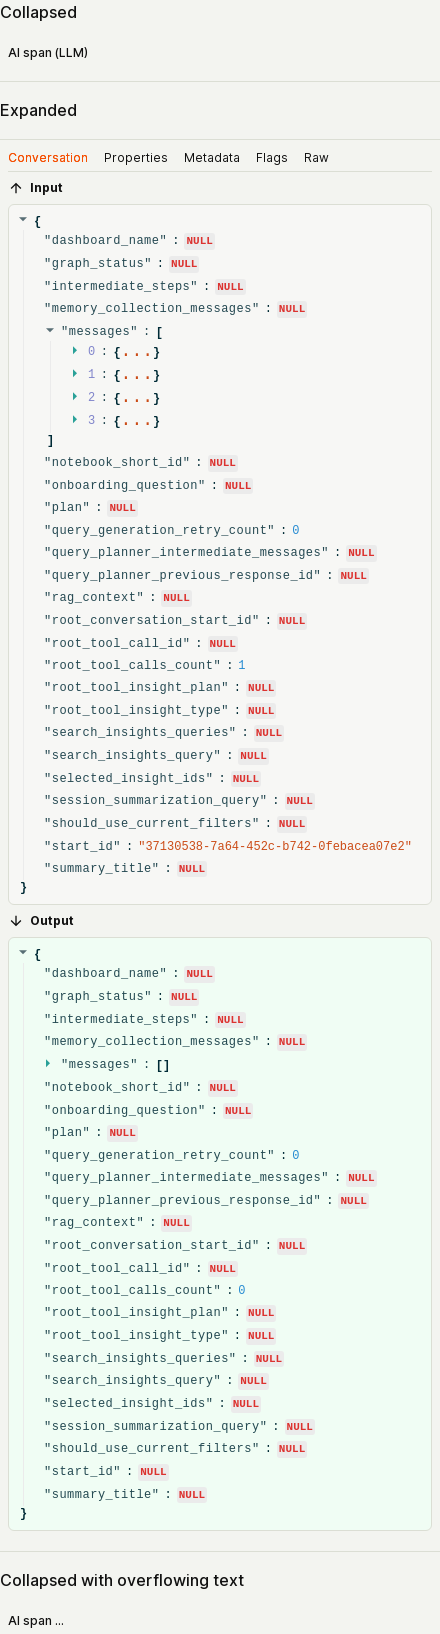 Collapsed
AI span (LLM)
Expanded
Conversation Properties Metadata Flags Raw
Input
{
"dashboard_name" : NULL
"graph_status" : NULL
"intermediate_steps" : NULL
"memory_collection_messages" : NULL
"messages" : [
0 : {...}
1 : {...}
2 : {...}
3 : {...}
]
"notebook_short_id" : NULL
"onboarding_question" : NULL
"plan" : NULL
"query_generation_retry_count" : 0
"query_planner_intermediate_messages" : NULL
"query_planner_previous_response_id" : NULL
"rag_context" : NULL
"root_conversation_start_id" : NULL
"root_tool_call_id" : NULL
"root_tool_calls_count" : 1
"root_tool_insight_plan" : NULL
"root_tool_insight_type" : NULL
"search_insights_queries" : NULL
"search_insights_query" : NULL
"selected_insight_ids" : NULL
"session_summarization_query" : NULL
"should_use_current_filters" : NULL
"start_id" : "37130538-7a64-452c-b742-0febacea07e2"
"summary_title" : NULL
}
Output
{
"dashboard_name" : NULL
"graph_status" : NULL
"intermediate_steps" : NULL
"memory_collection_messages" : NULL
"messages" : []
"notebook_short_id" : NULL
"onboarding_question" : NULL
"plan" : NULL
"query_generation_retry_count" : 0
"query_planner_intermediate_messages" : NULL
"query_planner_previous_response_id" : NULL
"rag_context" : NULL
"root_conversation_start_id" : NULL
"root_tool_call_id" : NULL
"root_tool_calls_count" : 0
"root_tool_insight_plan" : NULL
"root_tool_insight_type" : NULL
"search_insights_queries" : NULL
"search_insights_query" : NULL
"selected_insight_ids" : NULL
"session_summarization_query" : NULL
"should_use_current_filters" : NULL
"start_id" : NULL
"summary_title" : NULL
}
Collapsed with overflowing text
AI span ...